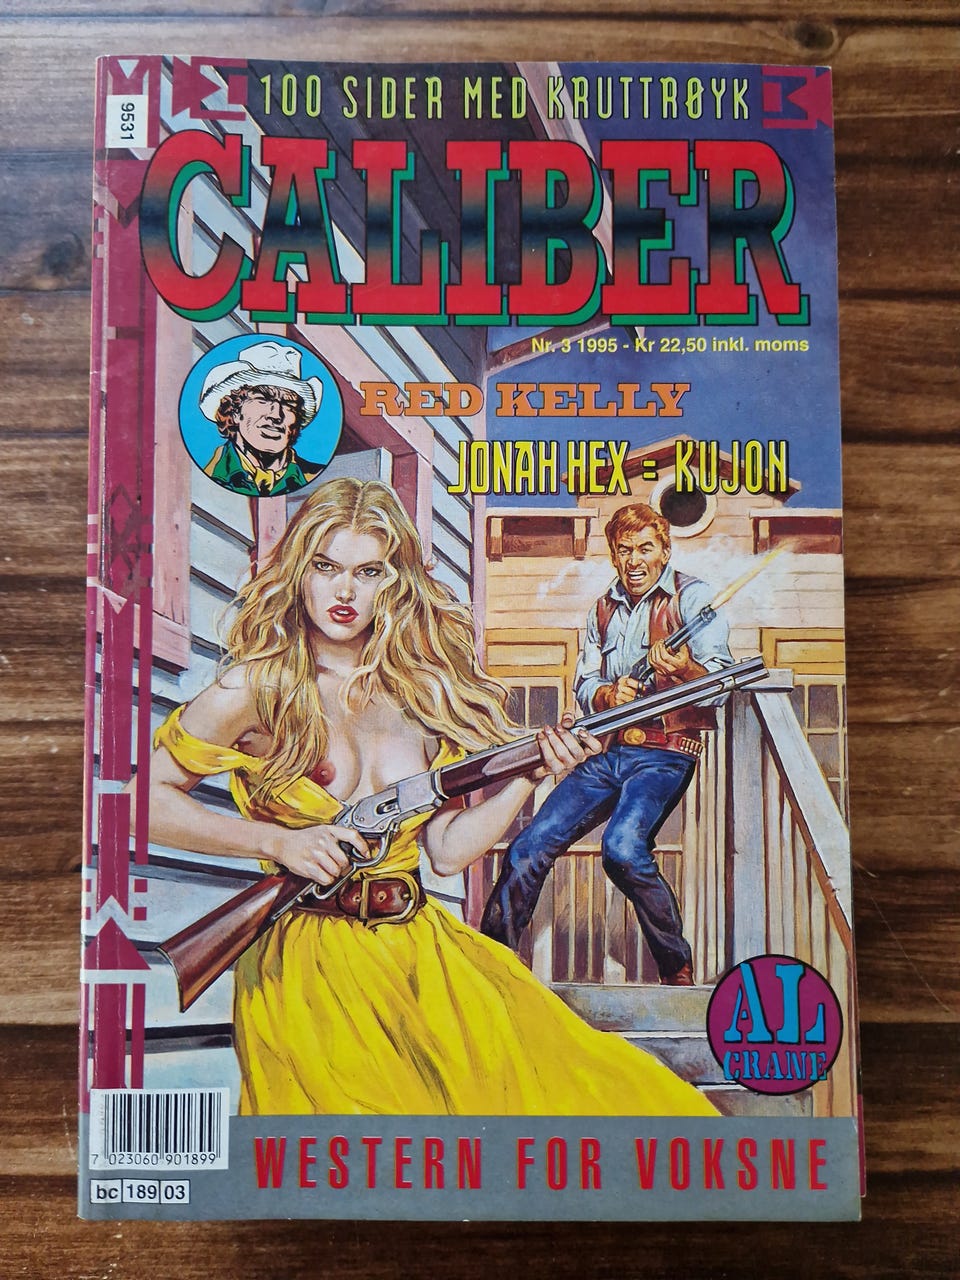 100 SIDER MED KRUTTRØYK
9531
CALIBER
Nr. 3 1995 - Kr 22,50 inkl. moms
RED KELLY
JONAH HEX = KUJON
AL
CRANE
7 023060 901899
WESTERN FOR VOKSNE
bc 189 03